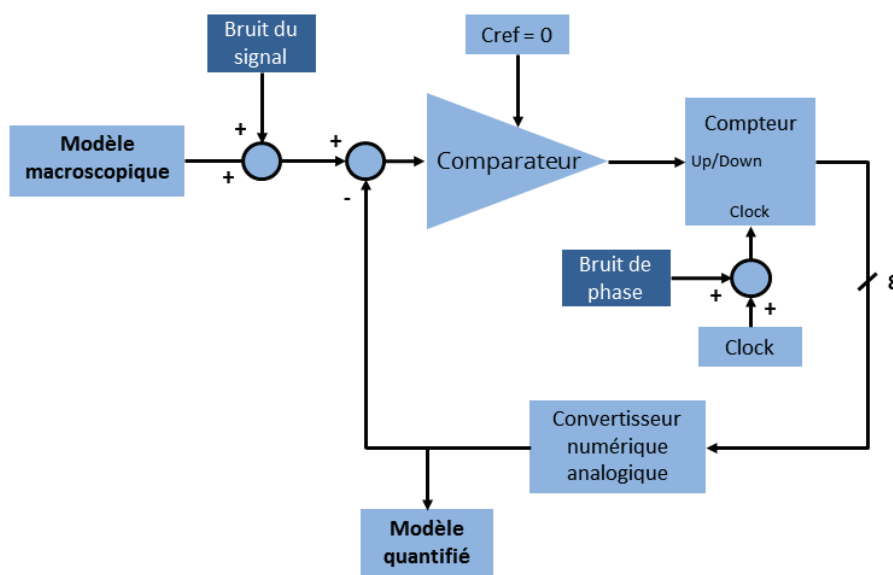 Bruit du
signal
Cref = 0
Modèle
macroscopique
+
+
+
-
Comparateur
Compteur
Up/Down
Clock
Bruit de
phase
+
+
Clock
8
Convertisseur
numérique
analogique
Modèle
quantifié